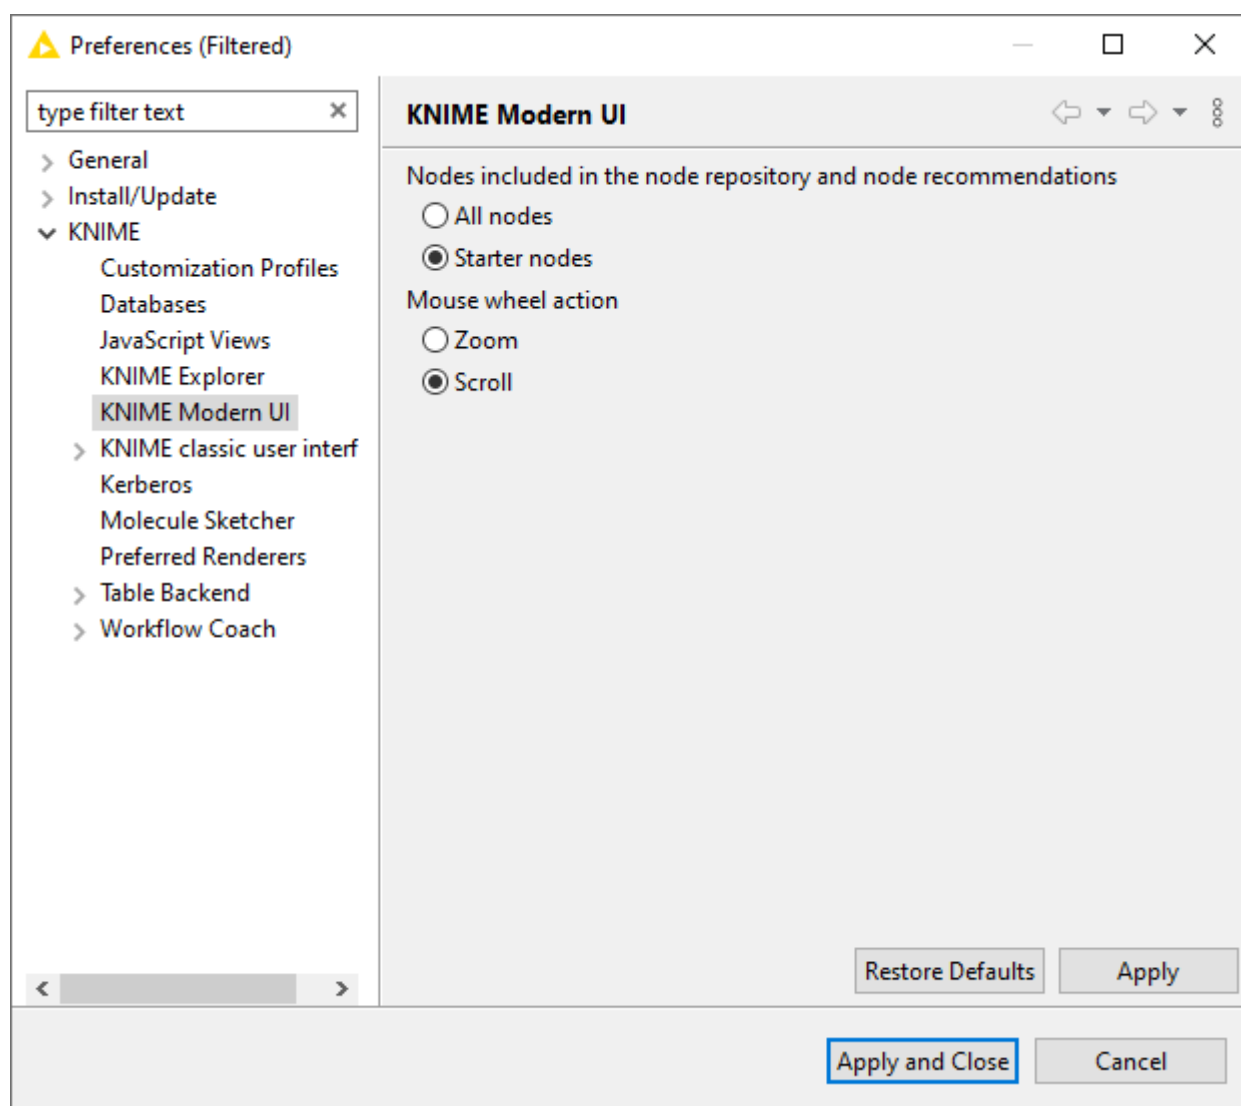 Preferences (Filtered)
type filter text
General
Install/Update
KNIME
Customization Profiles
Databases
JavaScript Views
KNIME Explorer
KNIME Modern UI
KNIME classic user interf
Kerberos
Molecule Sketcher
Preferred Renderers
Table Backend
Workflow Coach
KNIME Modern UI
Nodes included in the node repository and node recommendations
All nodes
Starter nodes
Mouse wheel action
Zoom
Scroll
Restore Defaults
Apply
Apply and Close
Cancel